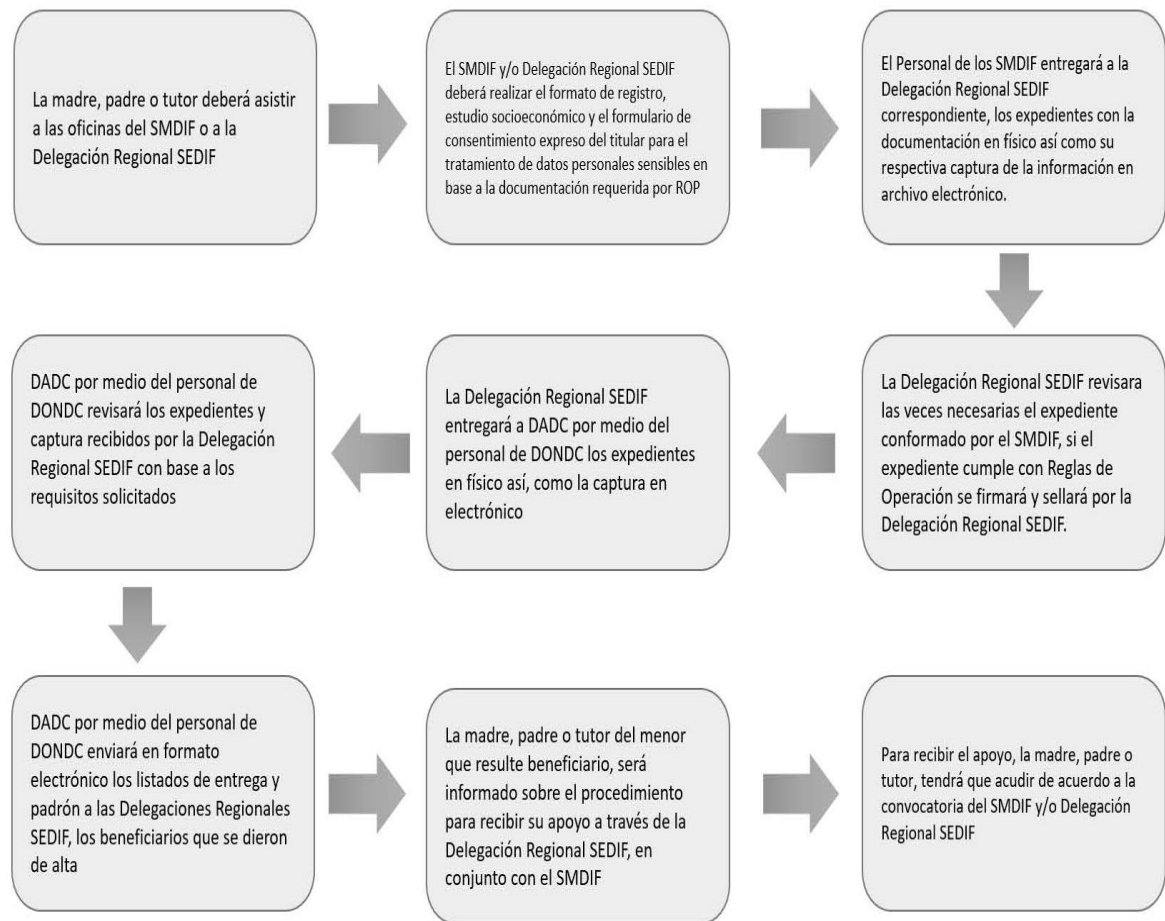 La madre, padre o tutor deberá asistir
a las oficinas del SMDIF o a la
Delegación Regional SEDIF
El SMDIF y/o Delegación Regional SEDIF
deberá realizar el formato de registro,
estudio socioeconómico y el formulario de
consentimiento expreso del titular para el
tratamiento de datos personales sensibles en
base a la documentación requerida por ROP
El Personal de los SMDIF entregará a la
Delegación Regional SEDIF
correspondiente, los expedientes con la
documentación en físico así como su
respectiva captura de la información en
archivo electrónico.
La Delegación Regional SEDIF revisara
las veces necesarias el expediente
conformado por el SMDIF, si el
expediente cumple con Reglas de
Operación se firmará y sellará por la
Delegación Regional SEDIF.
La Delegación Regional SEDIF
entregará a DADC por medio del
personal de DONDC los expedientes
en físico así, como la captura en
electrónico
DADC por medio del personal de
DONDC revisará los expedientes y
captura recibidos por la Delegación
Regional SEDIF con base a los
requisitos solicitados
DADC por medio del personal de
DONDC enviará en formato
electrónico los listados de entrega y
padrón a las Delegaciones Regionales
SEDIF, los beneficiarios que se dieron
de alta
La madre, padre o tutor del menor
que resulte beneficiario, será
informado sobre el procedimiento
para recibir su apoyo a través de la
Delegación Regional SEDIF, en
conjunto con el SMDIF
Para recibir el apoyo, la madre, padre o
tutor, tendrá que acudir de acuerdo a la
convocatoria del SMDIF y/o Delegación
Regional SEDIF